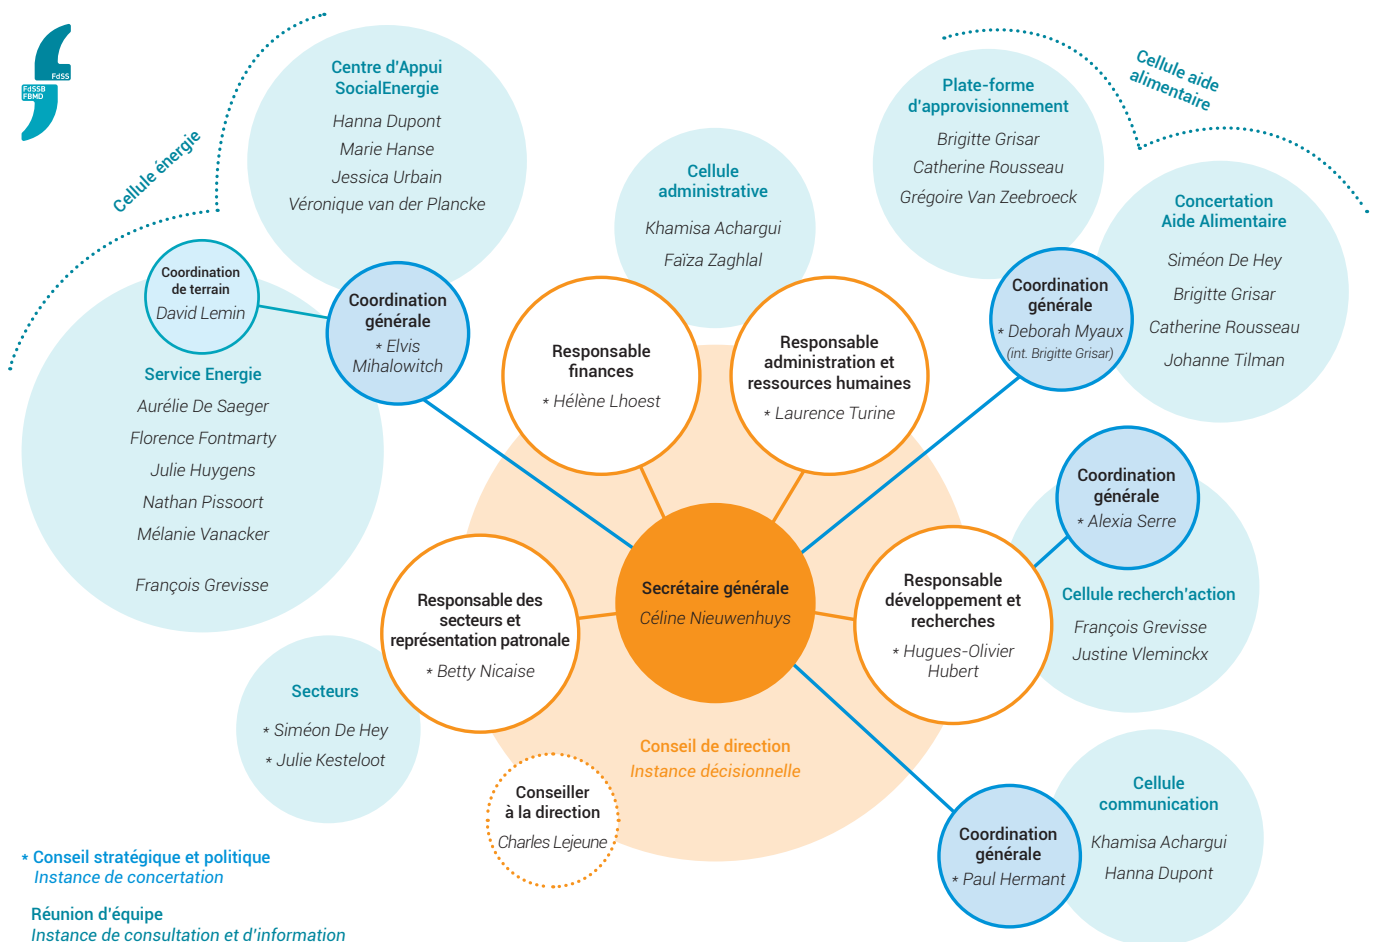 FdSS
FdSSB
FBMD
Cellule énergie
Centre d'Appui
SocialEnergie
Hanna Dupont
Marie Hanse
Jessica Urbain
Véronique van der Plancke
Coordination
de terrain
David Lemin
Coordination
générale
* Elvis
Mihalowitch
Service Energie
Aurélie De Saeger
Florence Fontmarty
Julie Huygens
Nathan Pissoort
Mélanie Vanacker
François Grevisse
Cellule
administrative
Khamisa Achargui
Faïza Zaghlal
Responsable
finances
* Hélène Lhoest
Responsable
administration et
ressources humaines
* Laurence Turine
Cellule aide
alimentaire
Plate-forme
d'approvisionnement
Brigitte Grisar
Catherine Rousseau
Grégoire Van Zeebroeck
Concertation
Aide Alimentaire
Siméon De Hey
Brigitte Grisar
Catherine Rousseau
Johanne Tilman
Coordination
générale
* Deborah Myaux
(int. Brigitte Grisar)
Coordination
générale
* Alexia Serre
Cellule recherch'action
François Grevisse
Justine Vleminckx
Responsable
développement et
recherches
* Hugues-Olivier
Hubert
Secrétaire générale
Céline Nieuwenhuys
Responsable des
secteurs et
représentation patronale
* Betty Nicaise
Secteurs
* Siméon De Hey
* Julie Kesteloot
Conseil de direction
Instance décisionnelle
Conseiller
à la direction
Charles Lejeune
Coordination
générale
* Paul Hermant
Cellule
communication
Khamisa Achargui
Hanna Dupont
* Conseil stratégique et politique
Instance de concertation
Réunion d'équipe
Instance de consultation et d'information